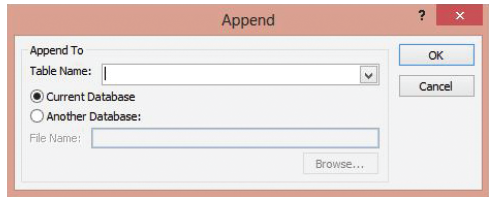 Append
?
×
Append To
OK
Table Name:
Cancel
Current Database
Another Database:
File Name:
Browse...